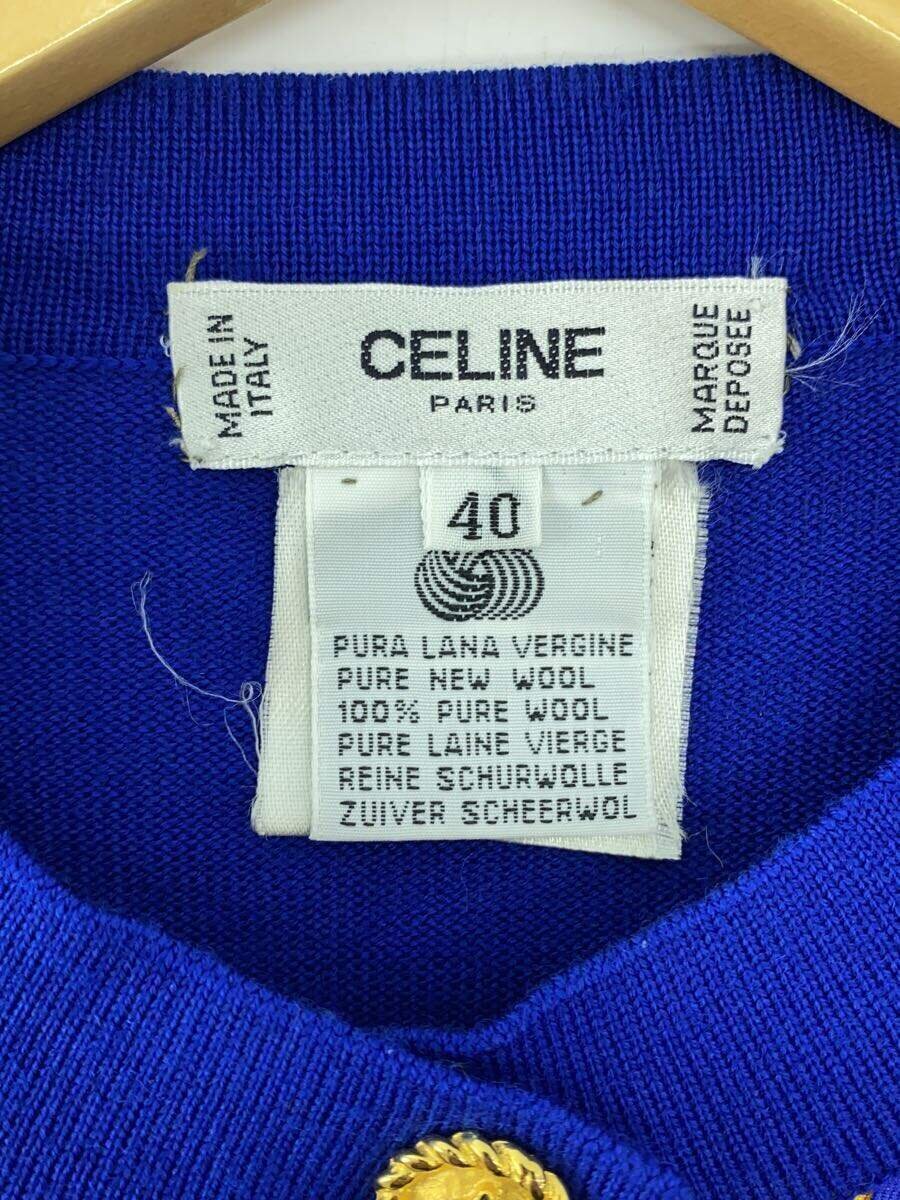 MADE IN
ITALY
CELINE
PARIS
MARQUE
DEPOSEE
40
PURA LANA VERGINE
PURE NEW WOOL
100% PURE WOOL
PURE LAINE VIERGE
REINE SCHURWOLLE
ZUIVER SCHEERWOL